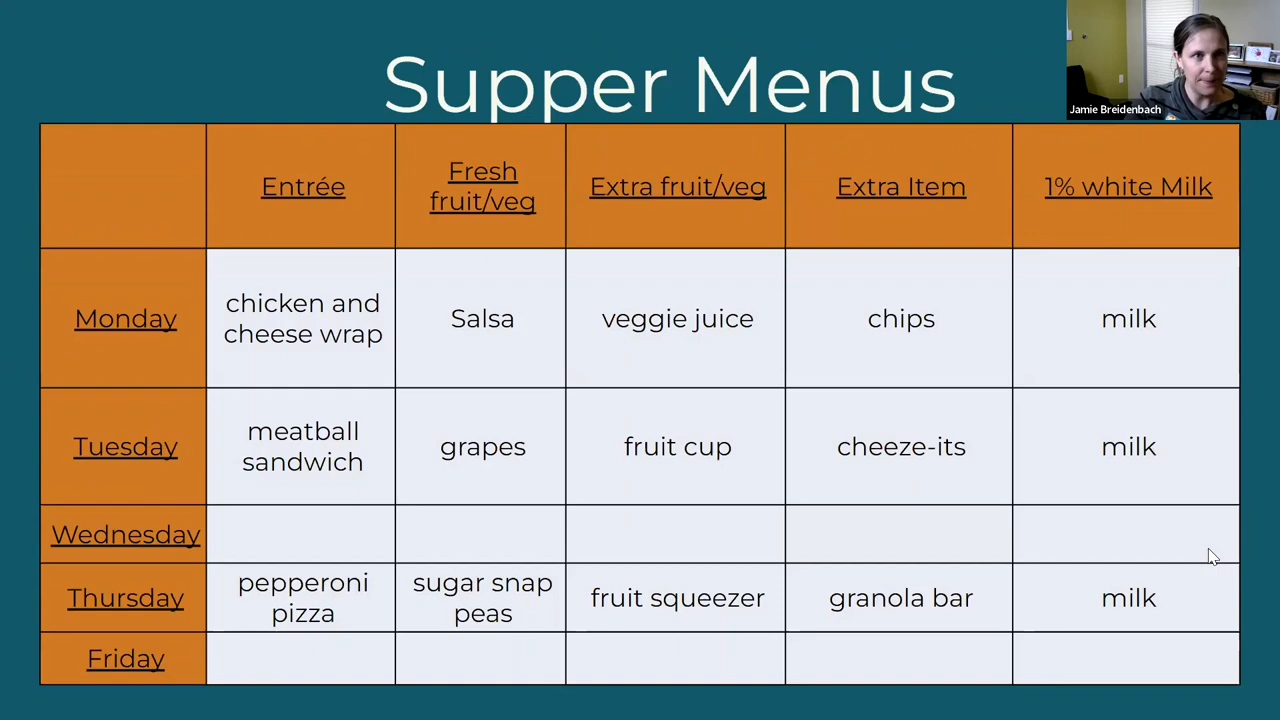 Supper Menus
Jamie Breidenbach
Entrée
Fresh
fruit/veg
Extra fruit/veg
Extra Item
1% white Milk
Monday
chicken and
cheese wrap
Salsa
veggie juice
chips
milk
Tuesday
meatball
sandwich
grapes
fruit cup
cheeze-its
milk
Wednesday
Thursday
pepperoni
pizza
sugar snap
peas
fruit squeezer
granola bar
milk
Friday